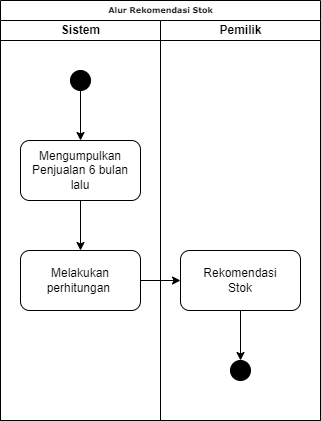 Alur Rekomendasi Stok
Sistem
Pemilik
Mengumpulkan
Penjualan 6 bulan
lalu
Melakukan
perhitungan
Rekomendasi
Stok